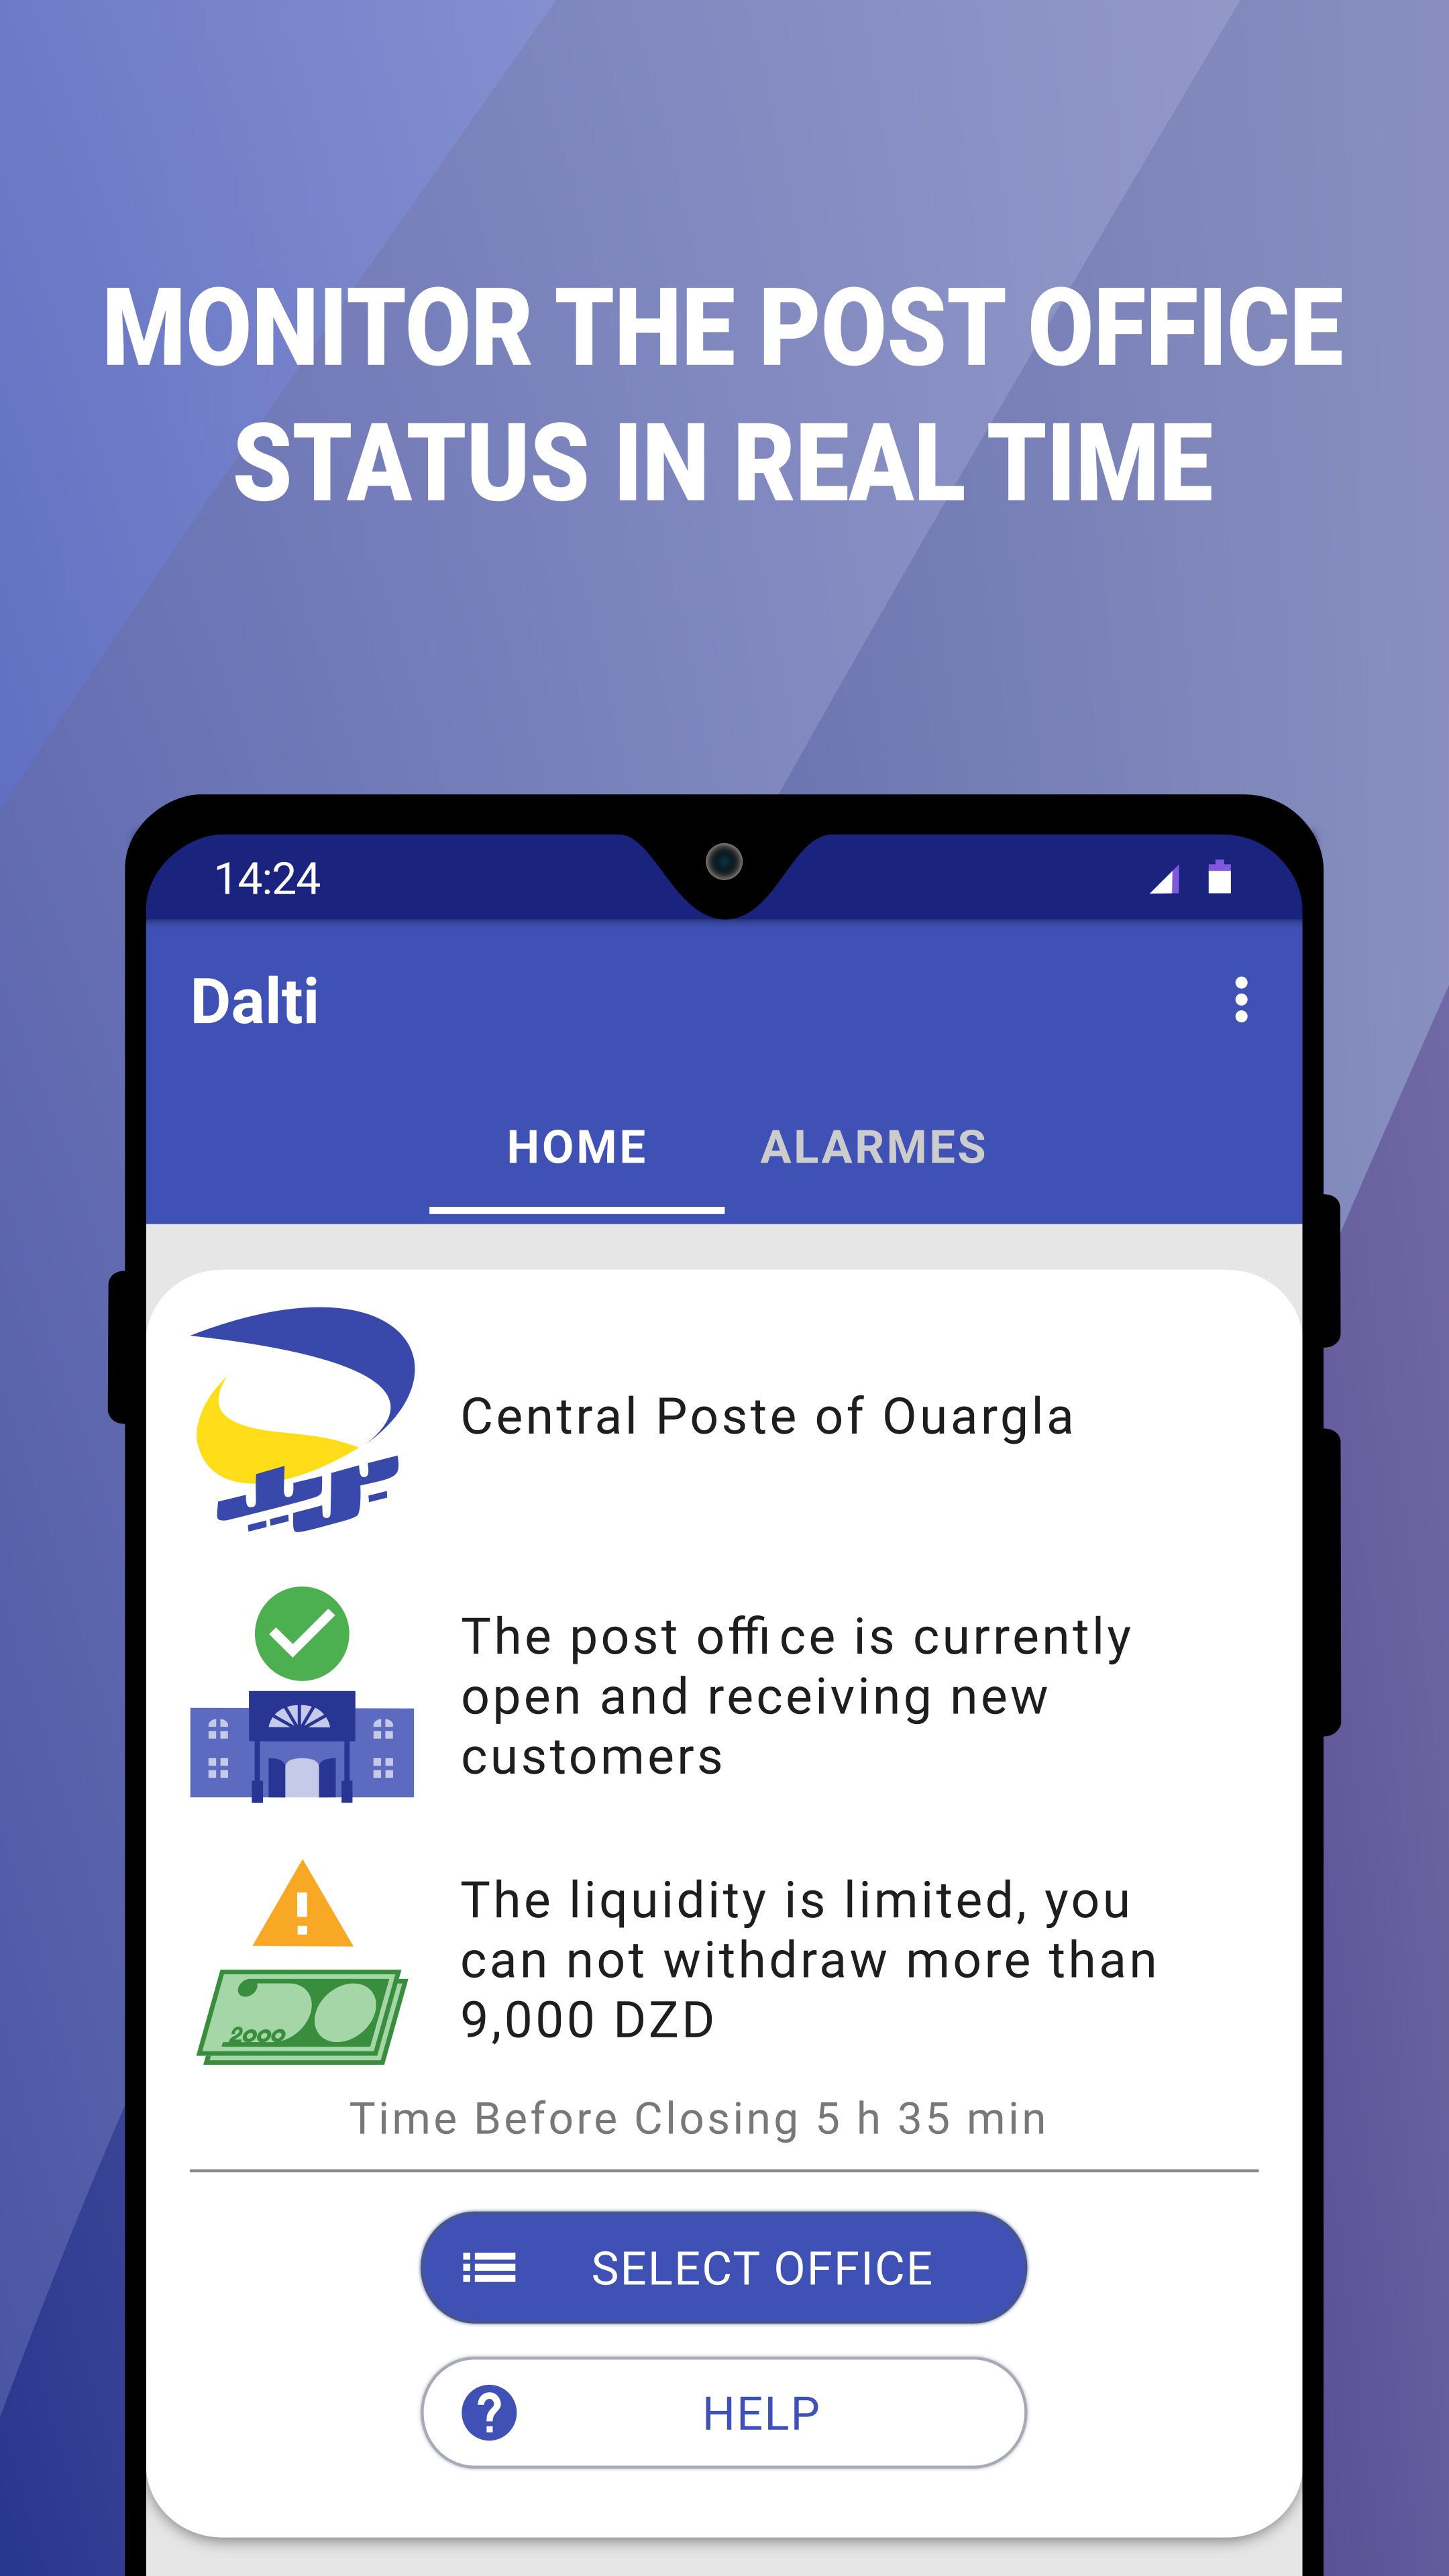 MONITOR THE POST OFFICE
STATUS IN REAL TIME
14:24
Dalti
HOME ALARMES
Central Poste of Ouargla
The post office is currently
open and receiving new
customers
The liquidity is limited, you
can not withdraw more than
9,000 DZD
2000
Time Before Closing 5 h 35 min
SELECT OFFICE
HELP